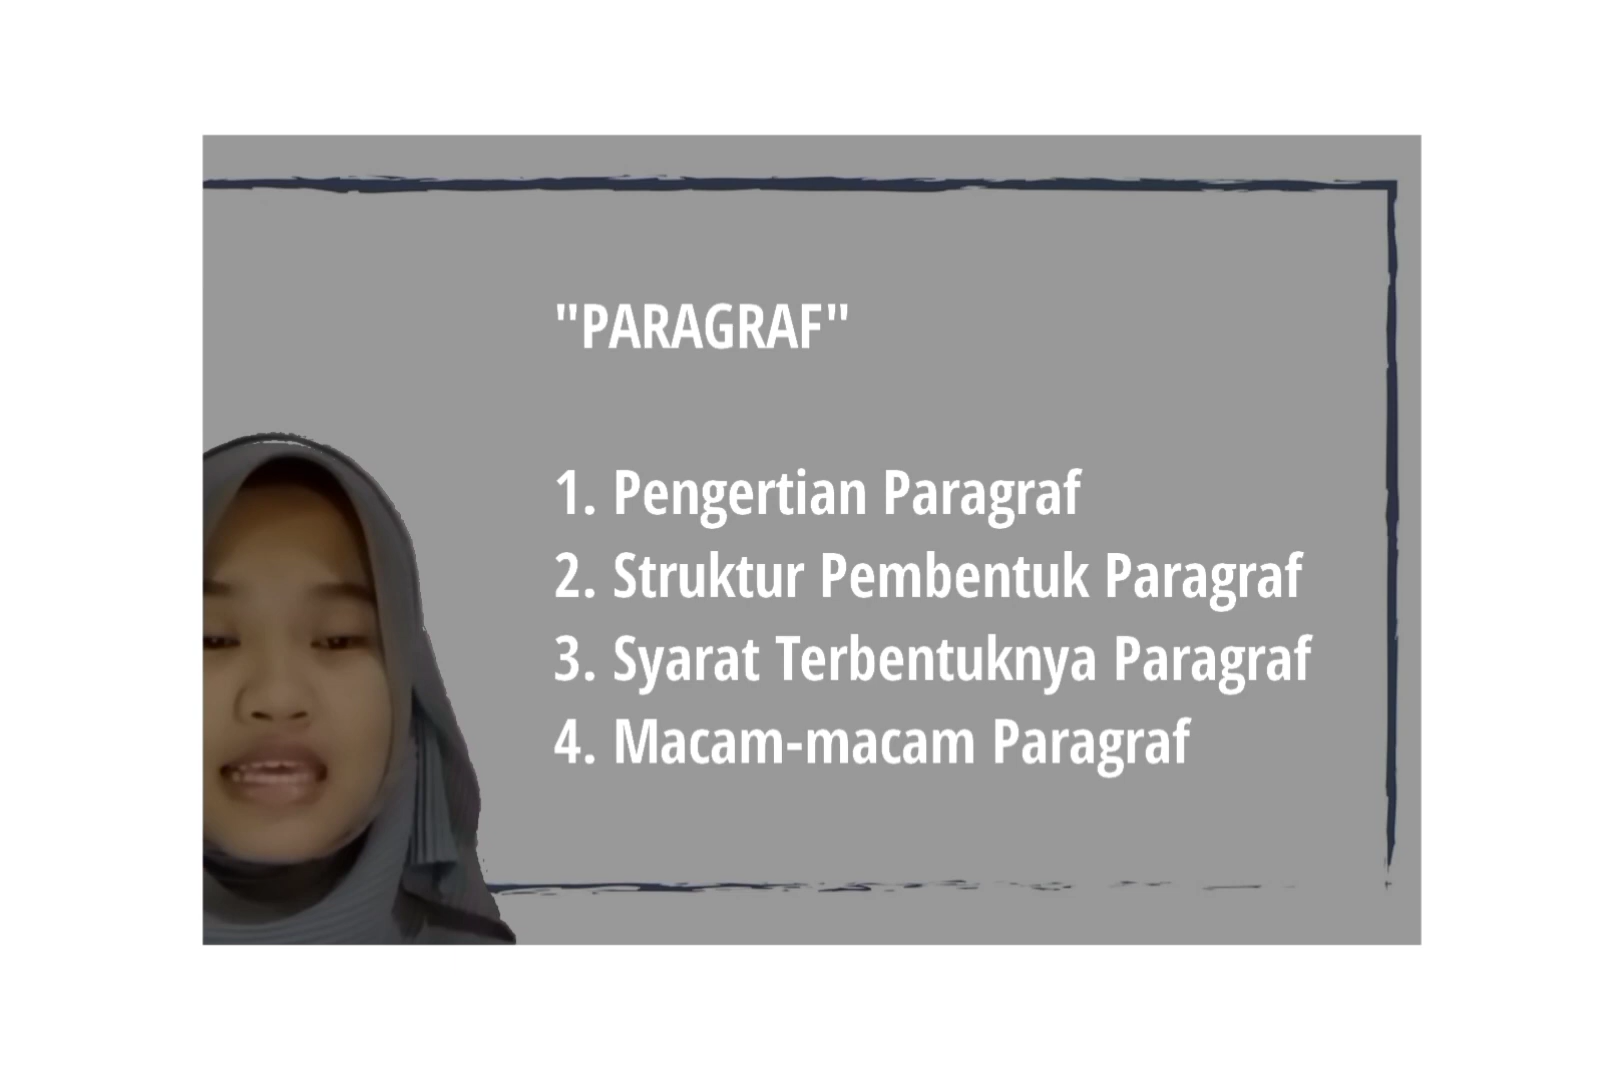 "PARAGRAF"
1. Pengertian Paragraf
2. Struktur Pembentuk Paragraf
3. Syarat Terbentuknya Paragraf
4. Macam-macam Paragraf